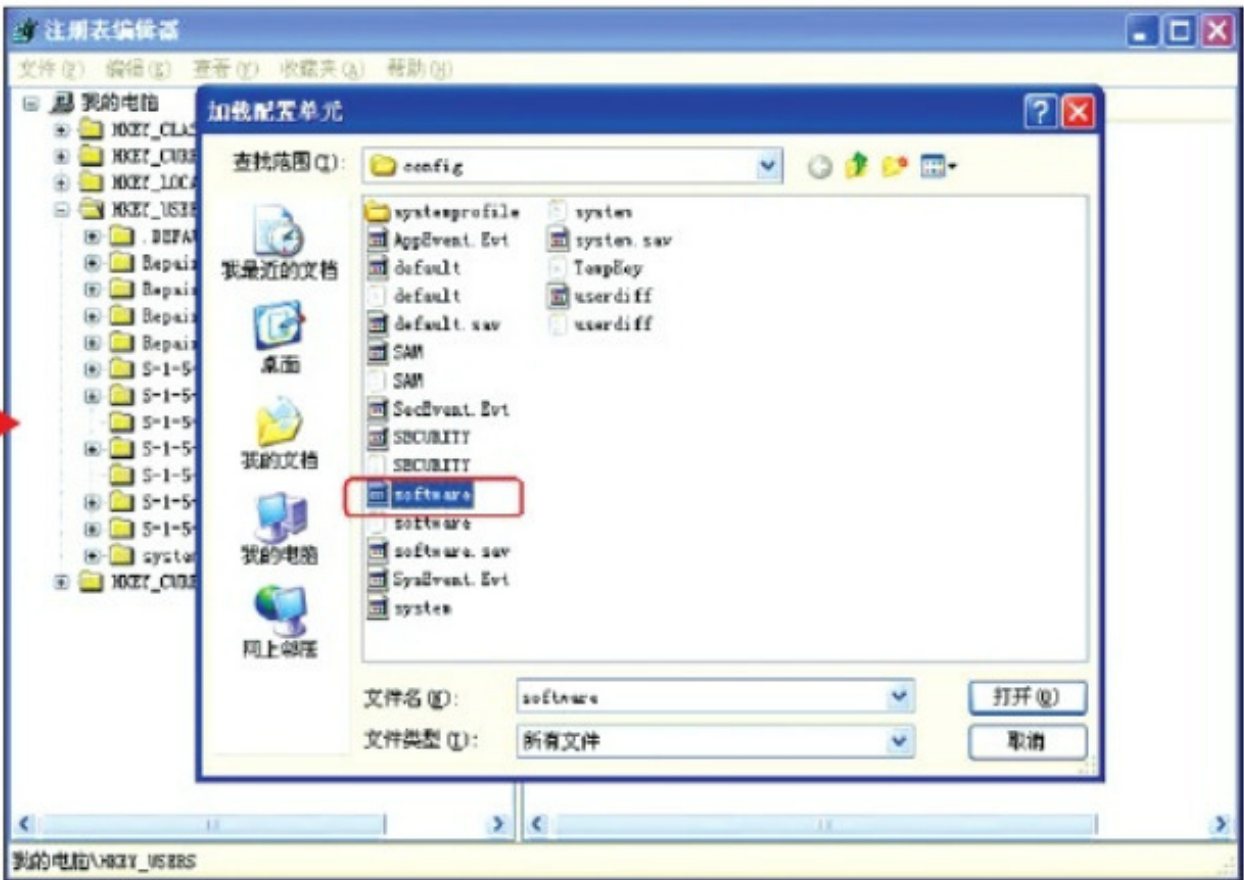 注册表编辑器
文件(F) 编辑(E) 查看(V) 收藏夹(A) 帮助(H)
我的电脑
HKEY_CLAS
HKEY_CURR
HKEY_LOCA
HKEY_USER
.DEFAU
Repair
Repair
Repair
Repair
S-1-5-
S-1-5-
S-1-5-
S-1-5-
S-1-5-
S-1-5-
S-1-5-
system
HKEY_CURR
加载配置单元
查找范围(I):
config
我最近的文档
桌面
我的文档
我的电脑
网上邻居
systemprofile
AppEvent.Evt
default
default
default.sav
SAM
SAM
SecEvent.Evt
SECURITY
SECURITY
software
software
software.sav
SysEvent.Evt
system
system
system.sav
TempKey
userdiff
userdiff
文件名(N):
software
打开(O)
文件类型(T):
所有文件
取消
我的电脑\HKEY_USERS